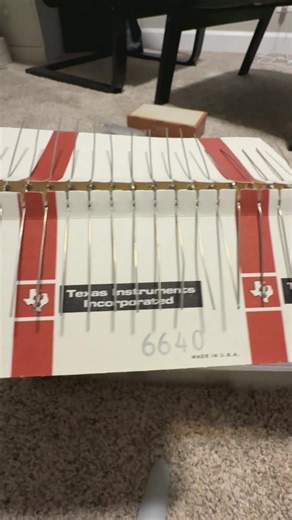 Texas Instruments
Incorporated
6640
MADE IN U.S.A.